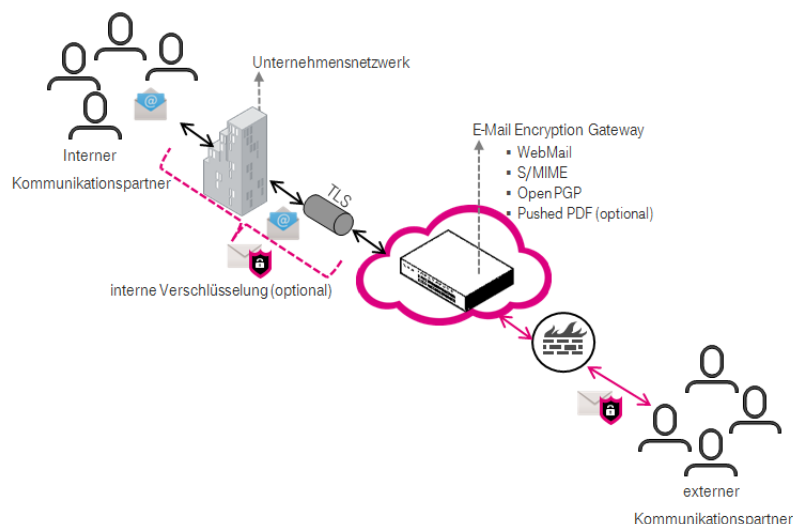 Unternehmensnetzwerk
Interner
Kommunikationspartner
TLS
E-Mail Encryption Gateway
▪ WebMail
▪ S/MIME
▪ OpenPGP
▪ Pushed PDF (optional)
interne Verschlüsselung (optional)
externer
Kommunikationspartner